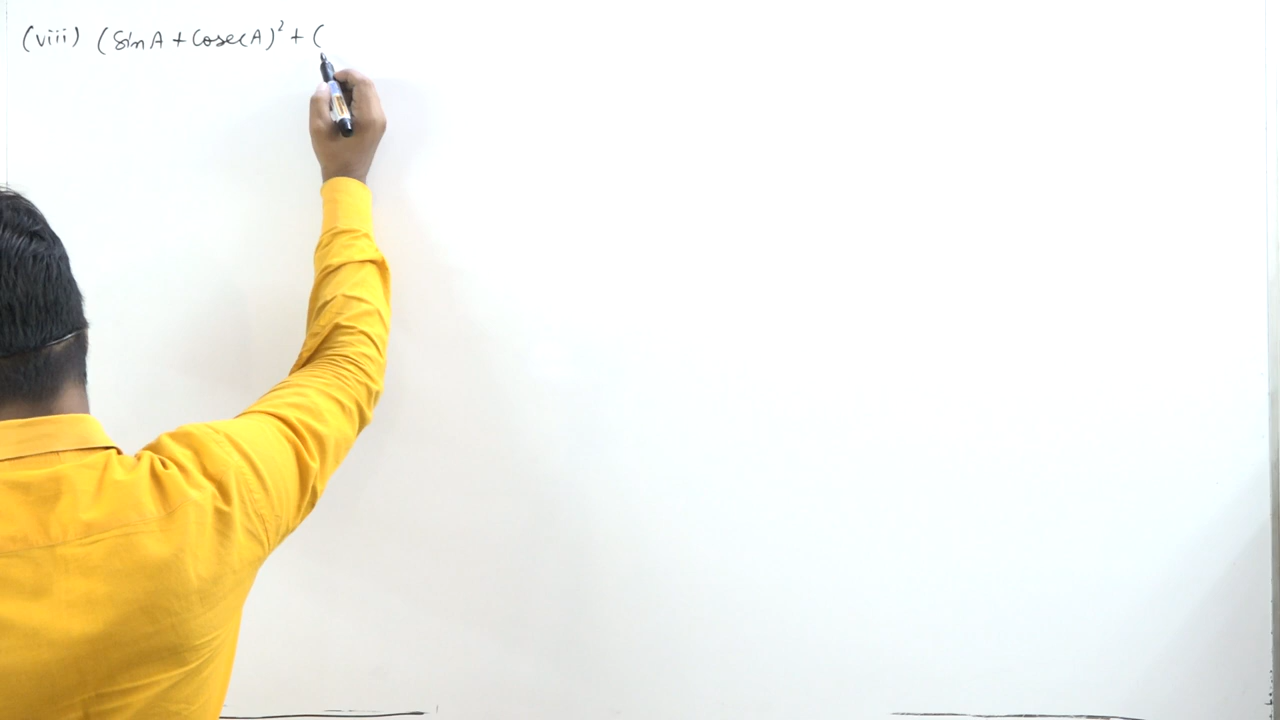 (viii) (Sin A + Cosec A)² + (